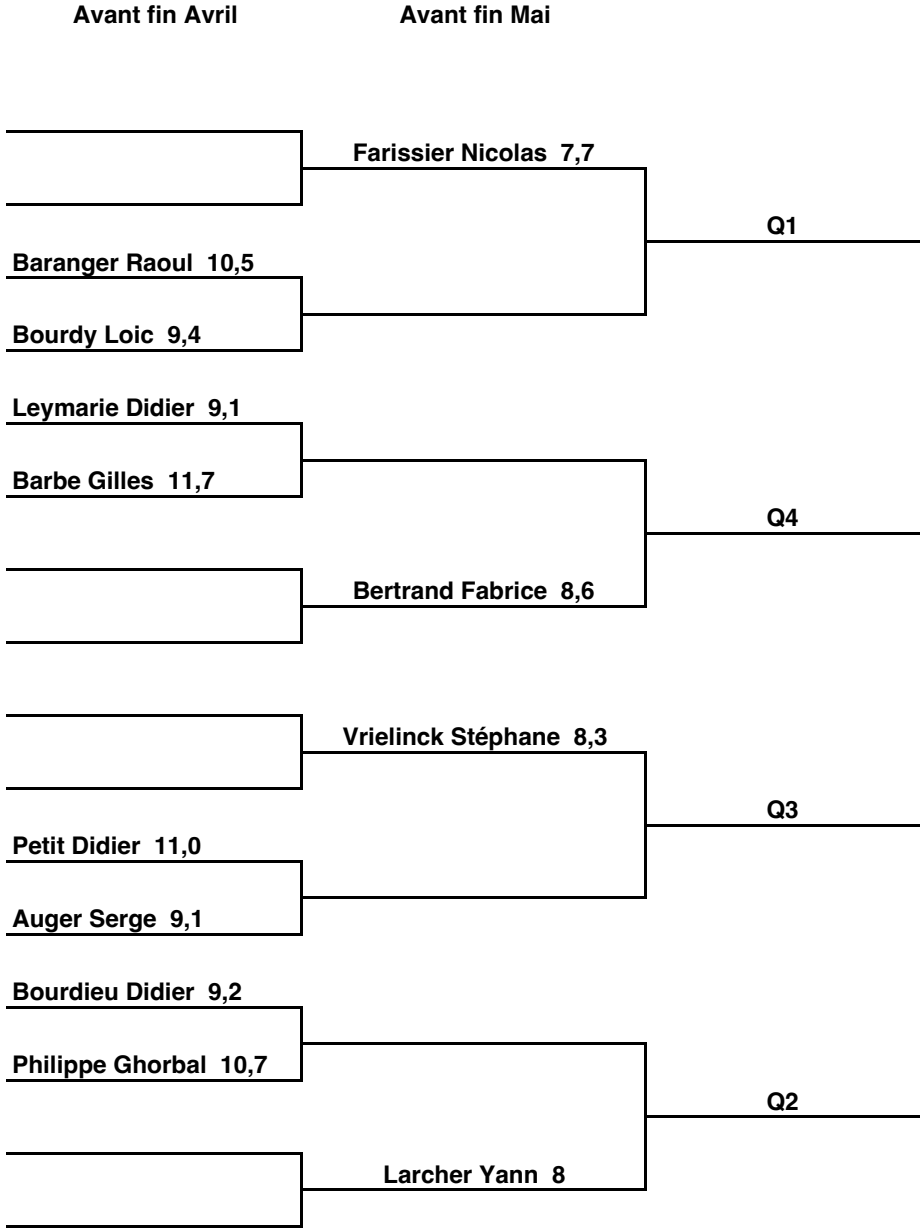 Avant fin Avril
Avant fin Mai
Farissier Nicolas 7,7
Q1
Baranger Raoul 10,5
Bourdy Loic 9,4
Leymarie Didier 9,1
Barbe Gilles 11,7
Q4
Bertrand Fabrice 8,6
Vrielinck Stéphane 8,3
Q3
Petit Didier 11,0
Auger Serge 9,1
Bourdieu Didier 9,2
Philippe Ghorbal 10,7
Q2
Larcher Yann 8